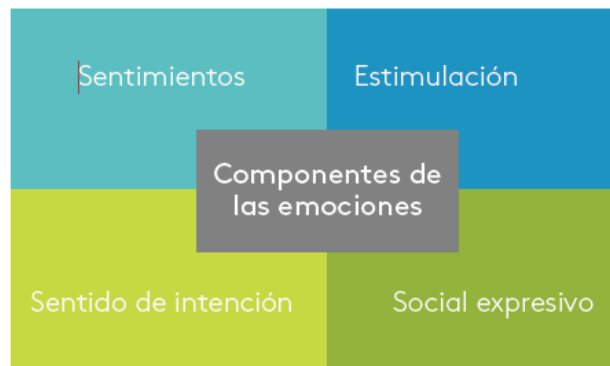 Sentimientos
Estimulación
Componentes de
las emociones
Sentido de intención
Social expresivo